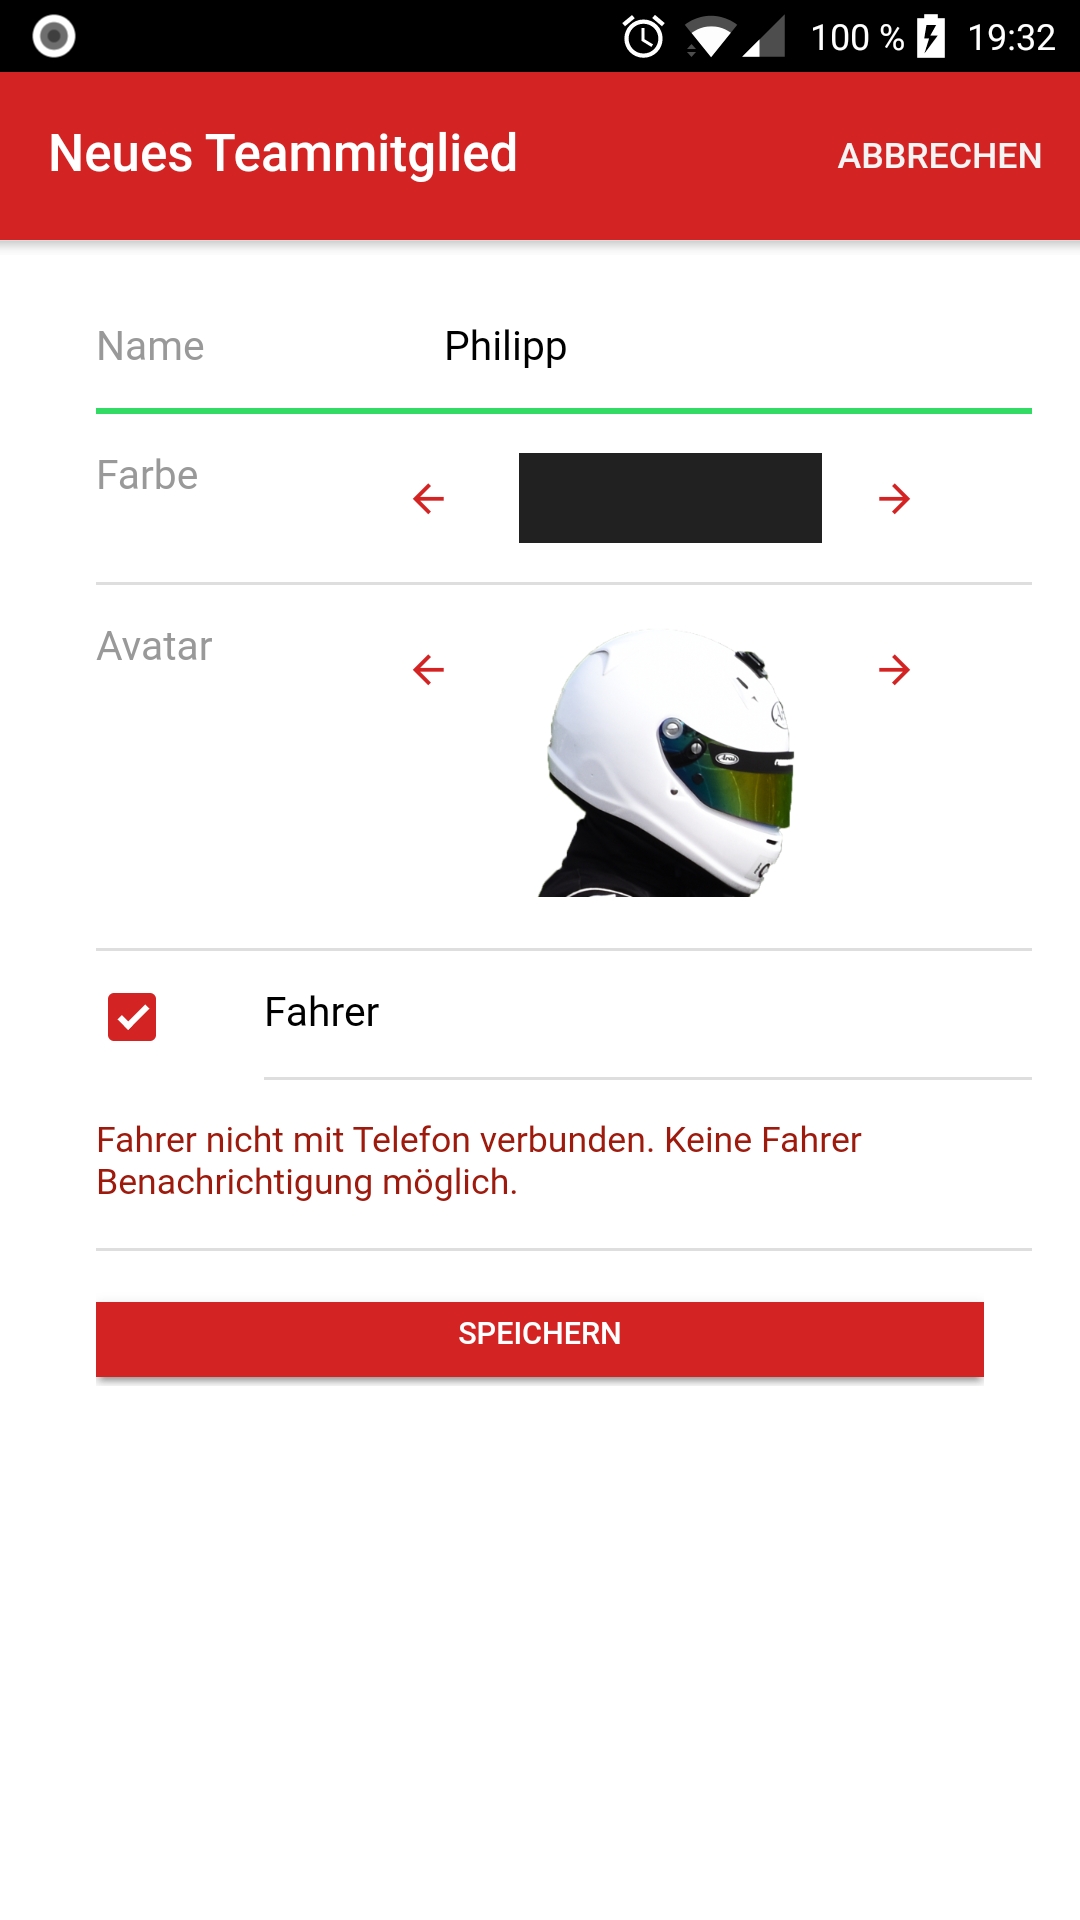 100 % 19:32
Neues Teammitglied ABBRECHEN
Name Philipp
Farbe
Avatar
Arai
Fahrer
Fahrer nicht mit Telefon verbunden. Keine Fahrer
Benachrichtigung möglich.
SPEICHERN